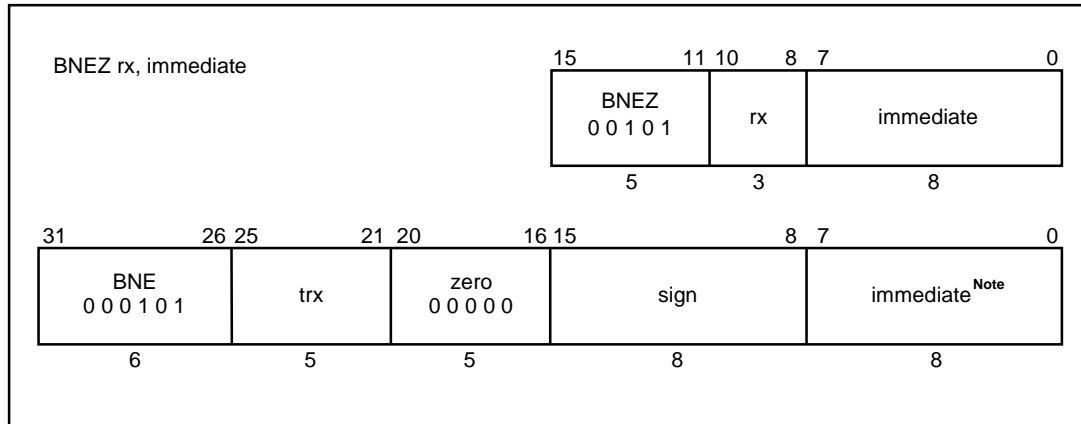 BNEZ rx, immediate
15 11 10 8 7 0
BNEZ rx immediate
0 0 1 0 1
5 3 8
31 26 25 21 20 16 15 8 7 0
BNE trx zero sign immediate Note
0 0 0 1 0 1 0 0 0 0 0
6 5 5 8 8